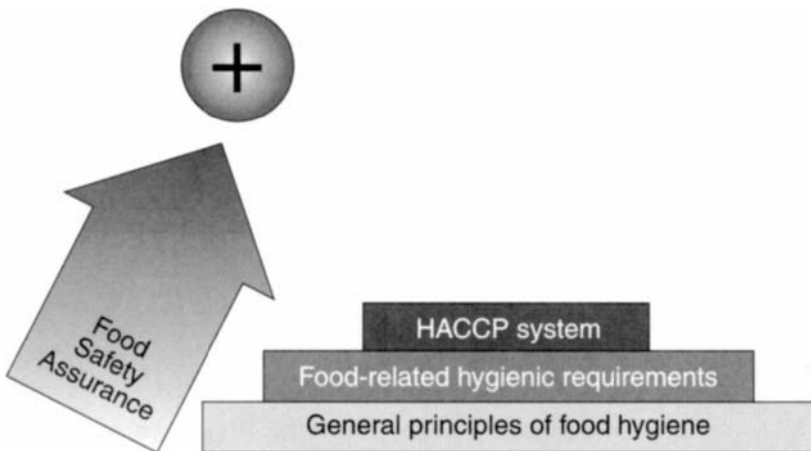 +
Food
Safety
Assurance
HACCP system
Food-related hygienic requirements
General principles of food hygiene